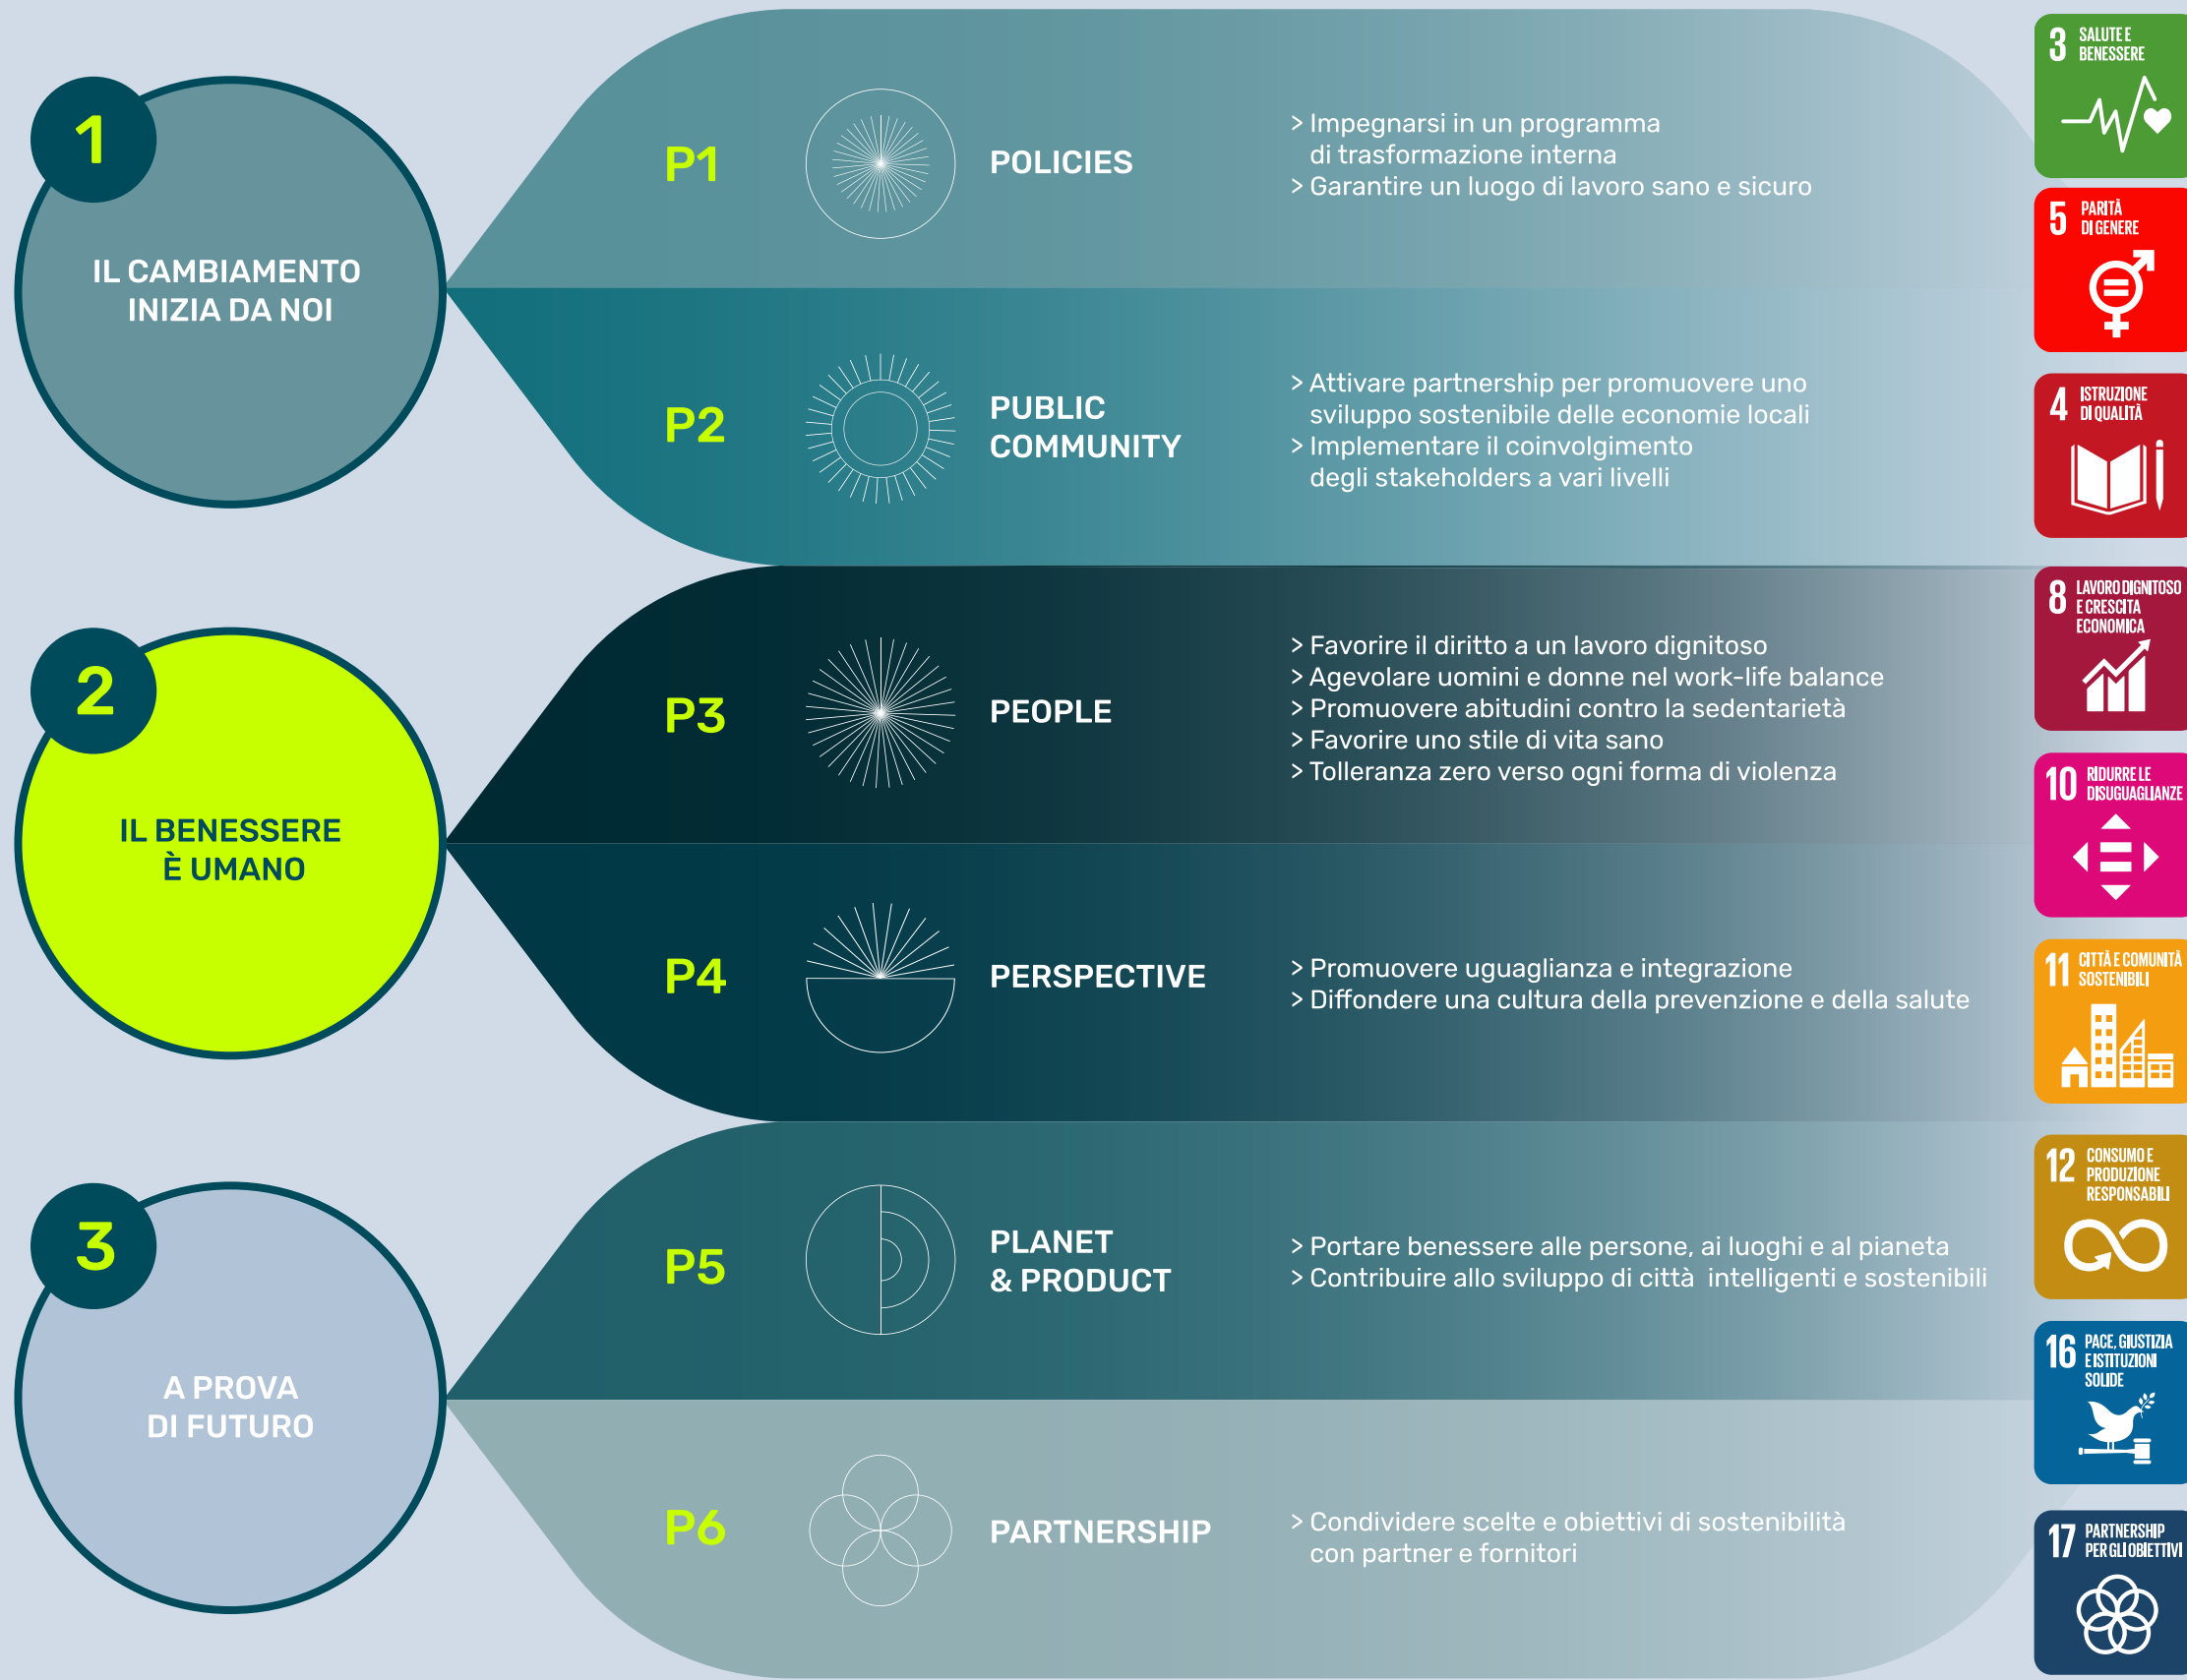 1
IL CAMBIAMENTO
INIZIA DA NOI
P1
POLICIES
> Impegnarsi in un programma
di trasformazione interna
> Garantire un luogo di lavoro sano e sicuro
P2
PUBLIC
COMMUNITY
> Attivare partnership per promuovere uno
sviluppo sostenibile delle economie locali
> Implementare il coinvolgimento
degli stakeholders a vari livelli
2
IL BENESSERE
È UMANO
P3
PEOPLE
> Favorire il diritto a un lavoro dignitoso
> Agevolare uomini e donne nel work-life balance
> Promuovere abitudini contro la sedentarietà
> Favorire uno stile di vita sano
> Tolleranza zero verso ogni forma di violenza
P4
PERSPECTIVE
> Promuovere uguaglianza e integrazione
> Diffondere una cultura della prevenzione e della salute
3
A PROVA
DI FUTURO
P5
PLANET
& PRODUCT
> Portare benessere alle persone, ai luoghi e al pianeta
> Contribuire allo sviluppo di città intelligenti e sostenibili
P6
PARTNERSHIP
> Condividere scelte e obiettivi di sostenibilità
con partner e fornitori
3 SALUTE E
BENESSERE
5 PARITÀ
DI GENERE
4 ISTRUZIONE
DI QUALITÀ
8 LAVORO DIGNITOSO
E CRESCITA
ECONOMICA
10 RIDURRE LE
DISUGUAGLIANZE
11 CITTÀ E COMUNITÀ
SOSTENIBILI
12 CONSUMO E
PRODUZIONE
RESPONSABILI
16 PACE, GIUSTIZIA
E ISTITUZIONI
SOLIDE
17 PARTNERSHIP
PER GLI OBIETTIVI